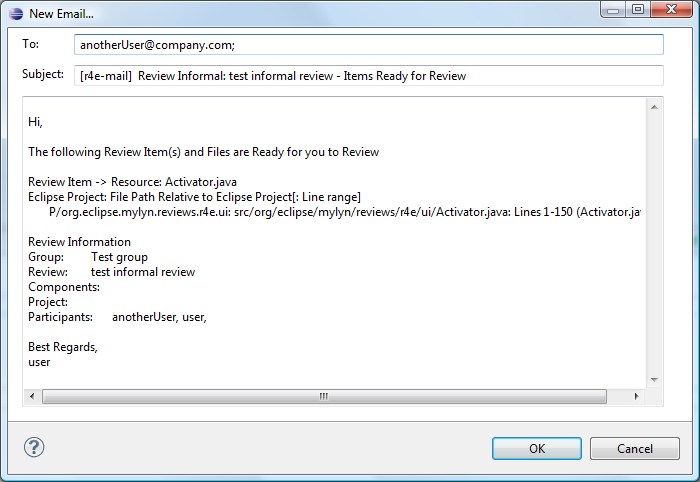 New Email...
To: anotherUser@company.com;
Subject: [r4e-mail] Review Informal: test informal review - Items Ready for Review
Hi,
The following Review Item(s) and Files are Ready for you to Review
Review Item -> Resource: Activator.java
Eclipse Project: File Path Relative to Eclipse Project[: Line range]
P/org.eclipse.mylyn.reviews.r4e.ui: src/org/eclipse/mylyn/reviews/r4e/ui/Activator.java: Lines 1-150 (Activator.jav
Review Information
Group: Test group
Review: test informal review
Components:
Project:
Participants: anotherUser, user,
Best Regards,
user
?
OK Cancel